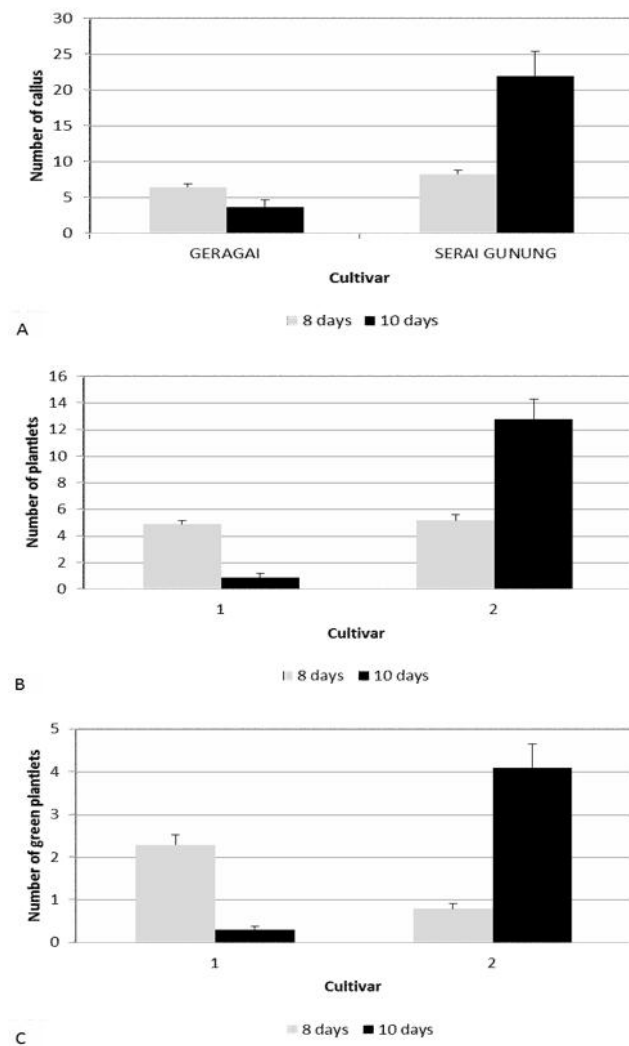 30
25
20
15
10
5
0
Number of callus
GERAGAI SERAI GUNUNG
Cultivar
A
8 days 10 days
16
14
12
10
8
6
4
2
0
Number of plantlets
1 2
Cultivar
8 days 10 days
B
5
4
3
2
1
0
Number of green plantlets
1 2
Cultivar
8 days 10 days
C